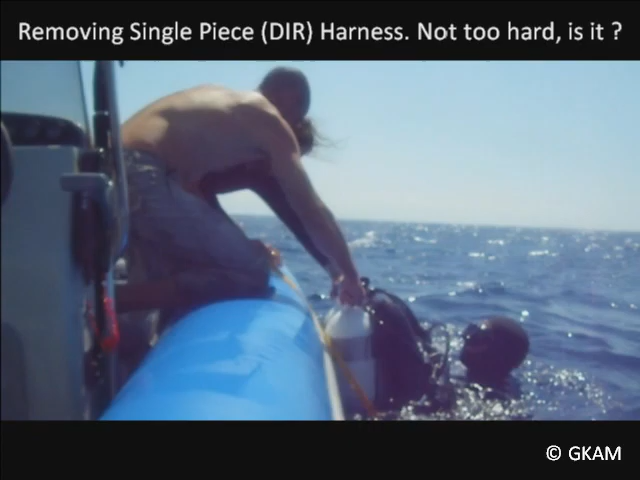 Removing Single Piece (DIR) Harness. Not too hard, is it ?
© GKAM